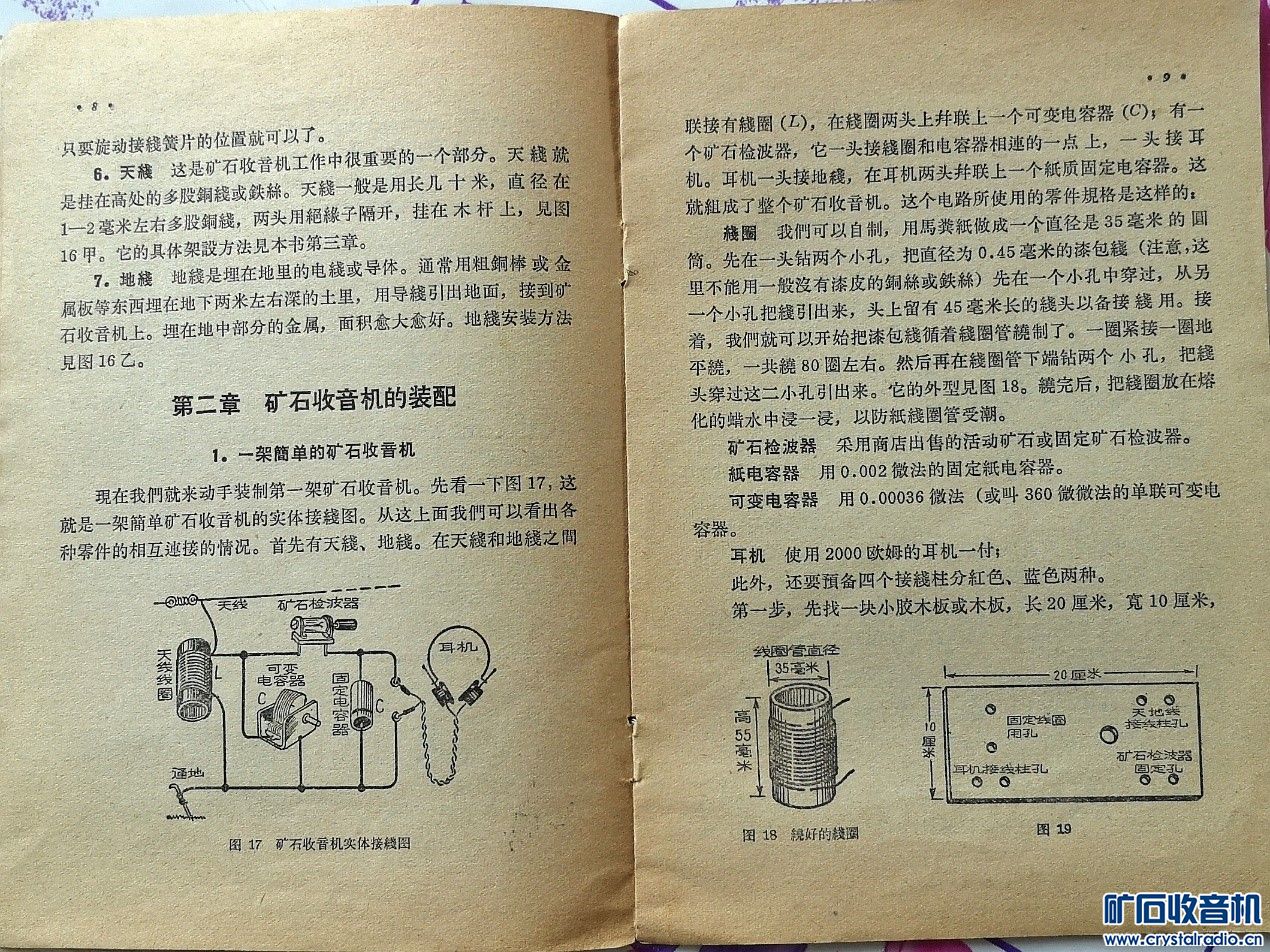 • 8 •
只要旋动接綫簧片的位置就可以了。
6。天綫　这是矿石收音机工作中很重要的一个部分。天綫就
是挂在高处的多股銅綫或鉄絲。天綫一般是用长几十米，直径在
1—2毫米左右多股銅綫，两头用絕緣子隔开，挂在木杆上，見图
16甲。它的具体架設方法見本书第三章。
7。地綫　地綫是埋在地里的电綫或导体。通常用粗銅棒或金
属板等东西埋在地下两米左右深的土里，用导綫引出地面，接到矿
石收音机上。埋在地中部分的金属，面积愈大愈好。地綫安装方法
見图16乙。
第二章　矿石收音机的装配
1。一架簡单的矿石收音机
現在我們就来动手装制第一架矿石收音机。先看一下图17，这
就是一架簡单矿石收音机的实体接綫图。从这上面我們可以看出各
种零件的相互連接的情况。首先有天綫、地綫。在天綫和地綫之間
天线
矿石检波器
天线线圈
L
可变
电容器
C
固定电容器
C
耳机
通地
图 17　矿石收音机实体接綫图
• 9 •
联接有綫圈 (L)，在綫圈两头上幷联上一个可变电容器 (C)；有一
个矿石检波器，它一头接綫圈和电容器相連的一点上，一头接耳
机。耳机一头接地綫，在耳机两头幷联上一个紙质固定电容器。这
就組成了整个矿石收音机。这个电路所使用的零件規格是这样的：
綫圈　我們可以自制，用馬粪紙做成一个直径是35毫米的圓
筒。先在一头钻两个小孔，把直径为0.45毫米的漆包綫（注意，这
里不能用一般沒有漆皮的銅絲或鉄絲）先在一个小孔中穿过，从另
一个小孔把綫引出来，头上留有45毫米长的綫头以备接綫用。接
着，我們就可以开始把漆包綫循着綫圈管繞制了。一圈紧接一圈地
平繞，一共繞80圈左右。然后再在綫圈管下端钻两个小孔，把綫
头穿过这二小孔引出来。它的外型見图18。繞完后，把綫圈放在熔
化的蜡水中浸一浸，以防紙綫圈管受潮。
矿石检波器　采用商店出售的活动矿石或固定矿石检波器。
紙电容器　用0.002微法的固定紙电容器。
可变电容器　用0.00036微法（或叫360微微法的单联可变电
容器。
耳机　使用2000欧姆的耳机一付；
此外，还要預备四个接綫柱分紅色、蓝色两种。
第一步，先找一块小胶木板或木板，长20厘米，寬10厘米，
线圈管直径
35毫米
高55毫米
图 18　繞好的綫圈
20厘米
10厘米
固定线圈
用孔
天地线
接线柱孔
矿石检波器
固定孔
耳机接线柱孔
图 19
矿石收音机
www.crystalradio.cn